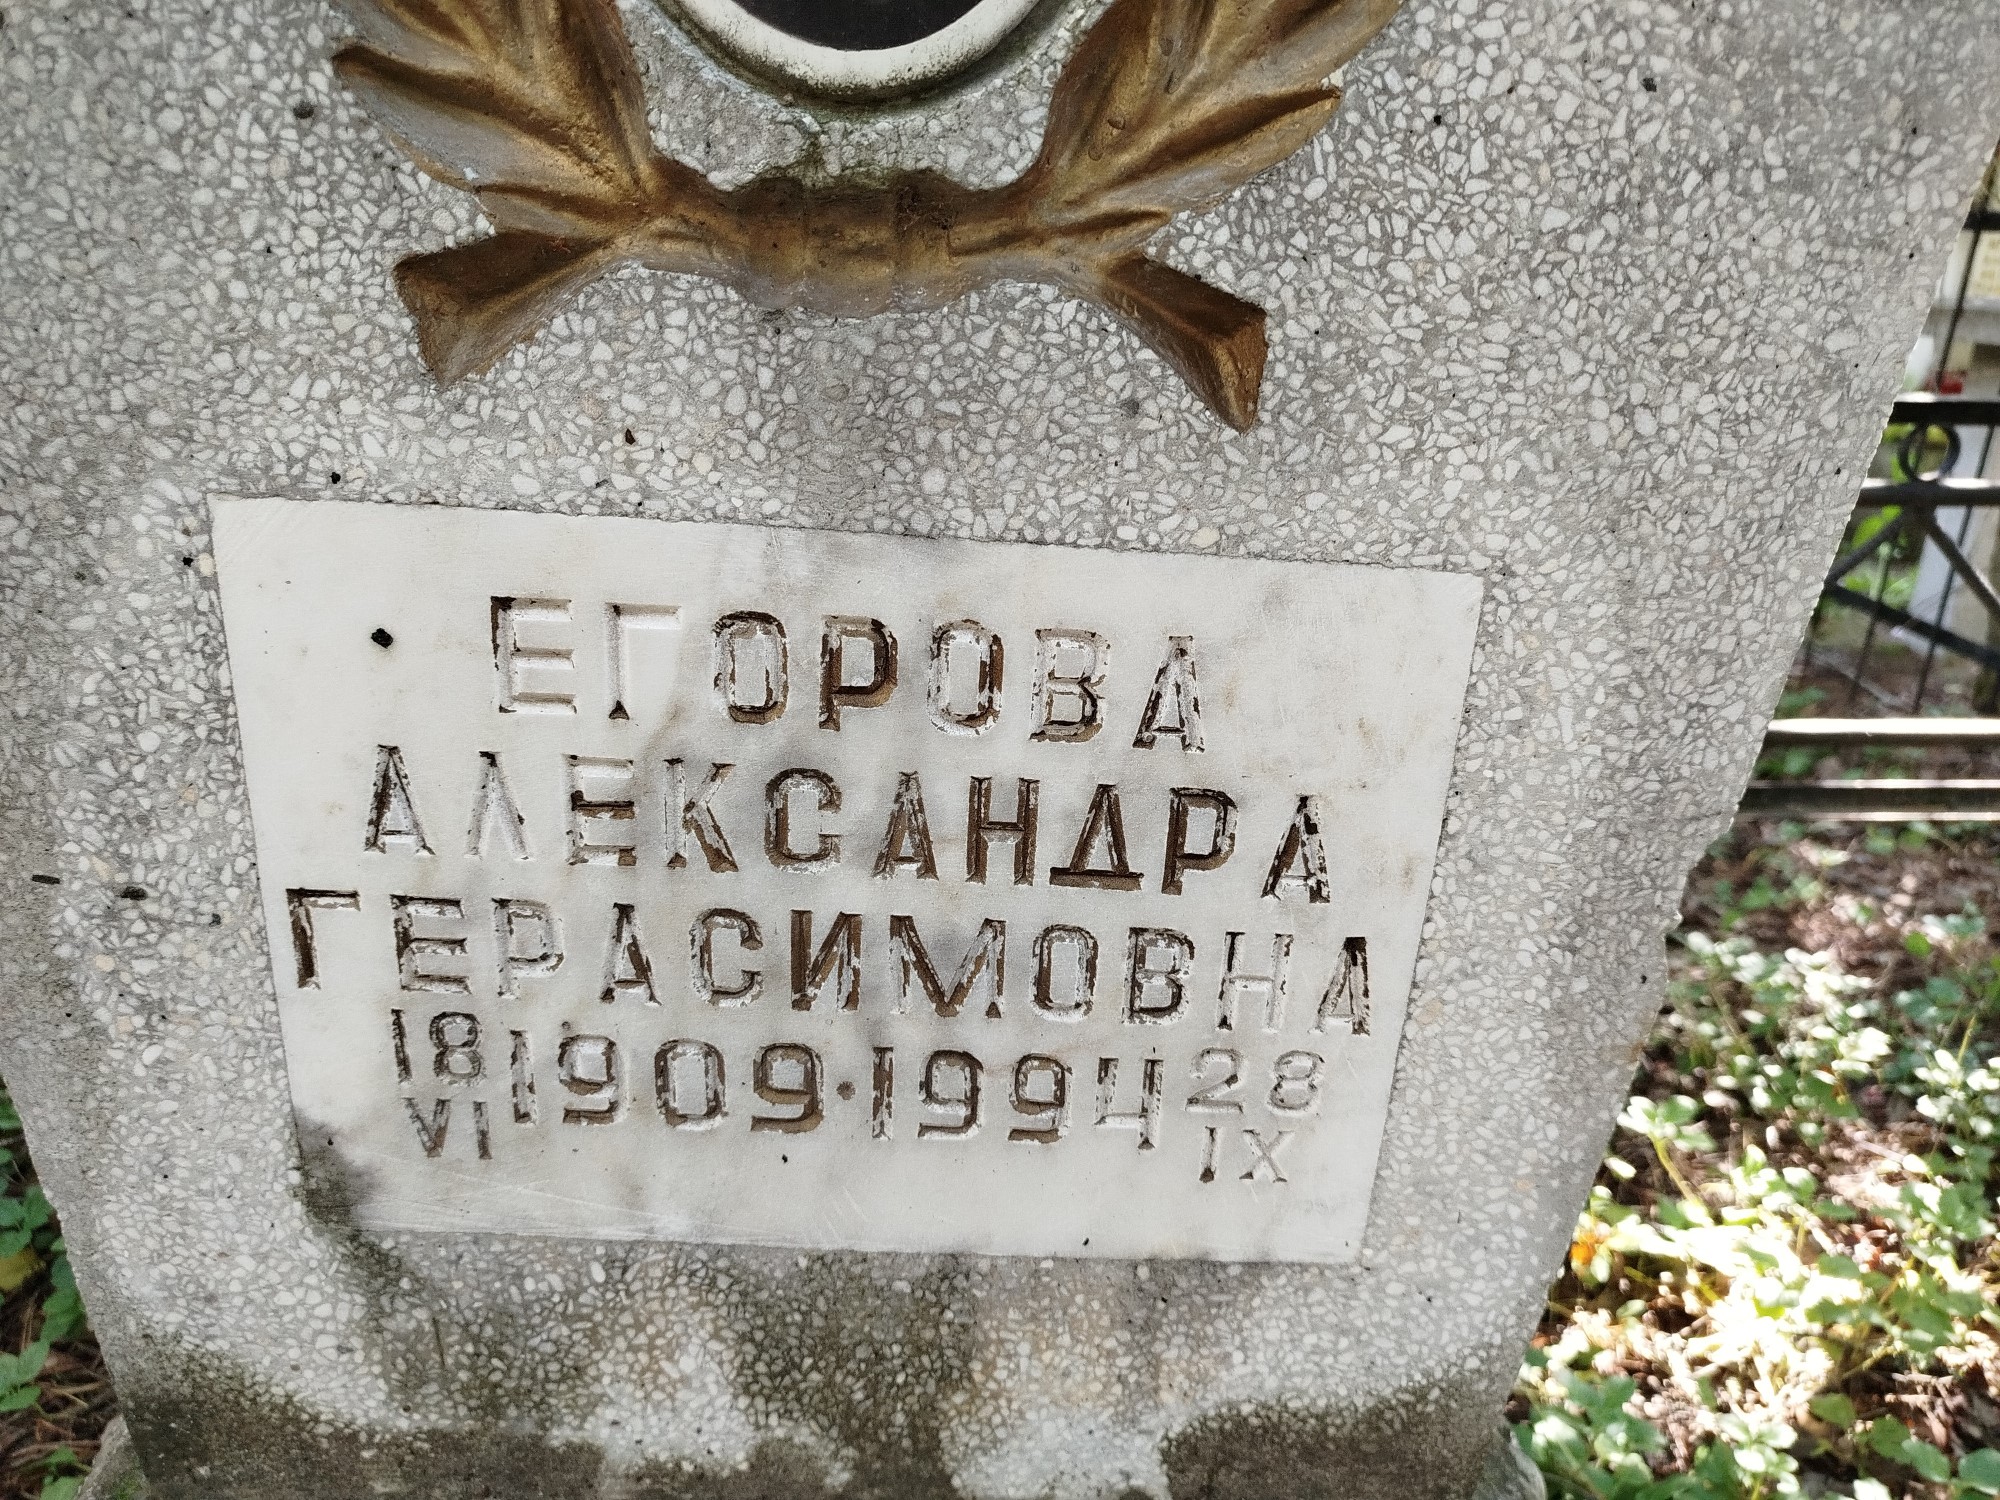 ЕГОРОВА
АЛЕКСАНДРА
ГЕРАСИМОВНА
18 VI 1909·1994 28 IX